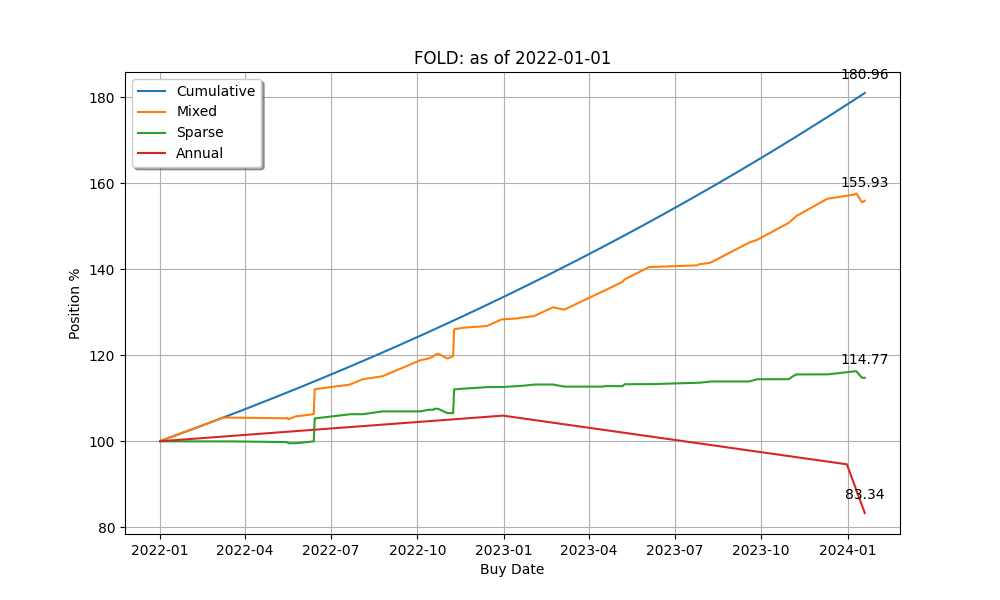 FOLD: as of 2022-01-01
Cumulative
Mixed
Sparse
Annual
180.96
155.93
114.77
83.34
180
160
140
120
100
80
Position %
2022-01 2022-04 2022-07 2022-10 2023-01 2023-04 2023-07 2023-10 2024-01
Buy Date